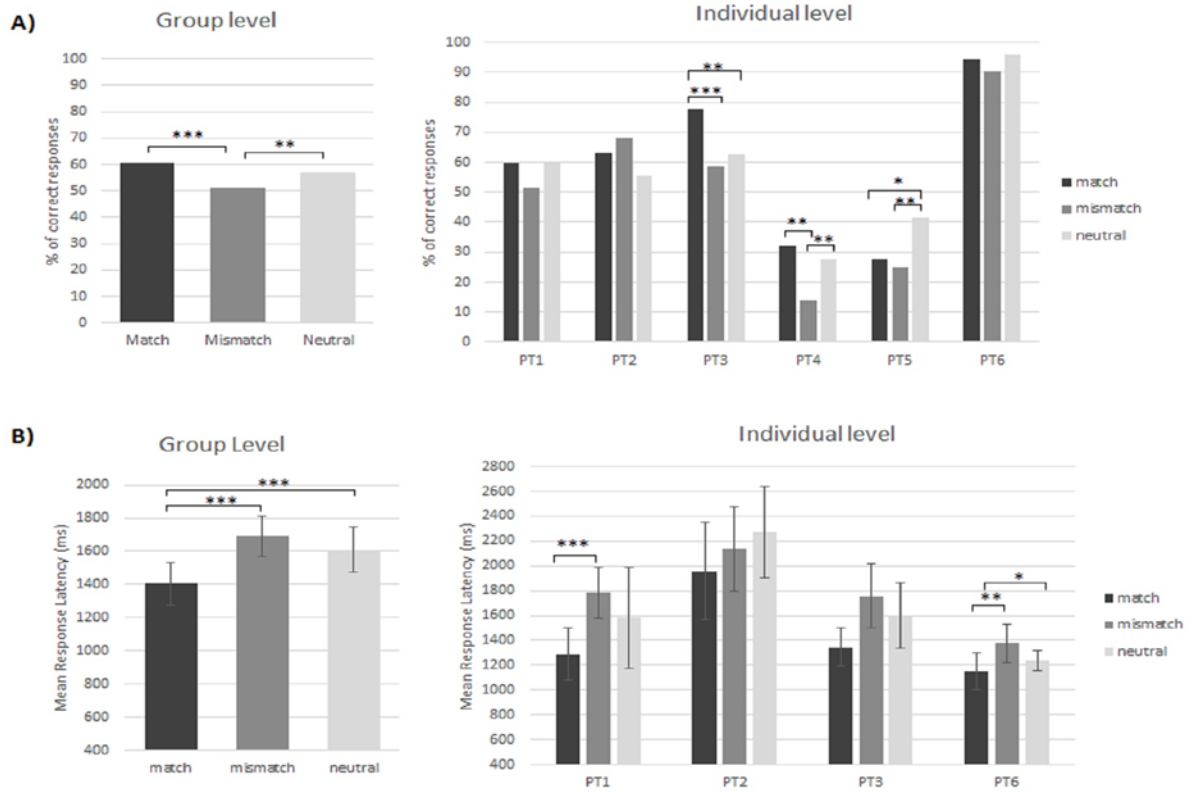 A)
Group level
% of correct responses
100
90
80
70
60
50
40
30
20
10
0
***
**
Match Mismatch Neutral
Individual level
% of correct responses
100
90
80
70
60
50
40
30
20
10
0
**
***
**
**
*
**
PT1 PT2 PT3 PT4 PT5 PT6
match
mismatch
neutral
B)
Group Level
Mean Response Latency (ms)
2000
1800
1600
1400
1200
1000
800
600
400
***
***
match mismatch neutral
Individual level
Mean Response Latency (ms)
2800
2600
2400
2200
2000
1800
1600
1400
1200
1000
800
600
400
***
*
**
PT1 PT2 PT3 PT6
match
mismatch
neutral